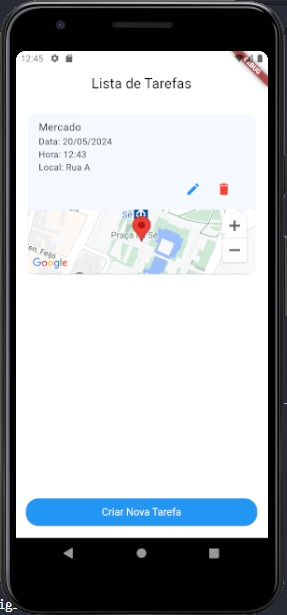 12:45
DEBUG
Lista de Tarefas
Mercado
Data: 20/05/2024
Hora: 12:43
Local: Rua A
Sé
Praça da Sé
en. Feijó
Google
Criar Nova Tarefa
ig_